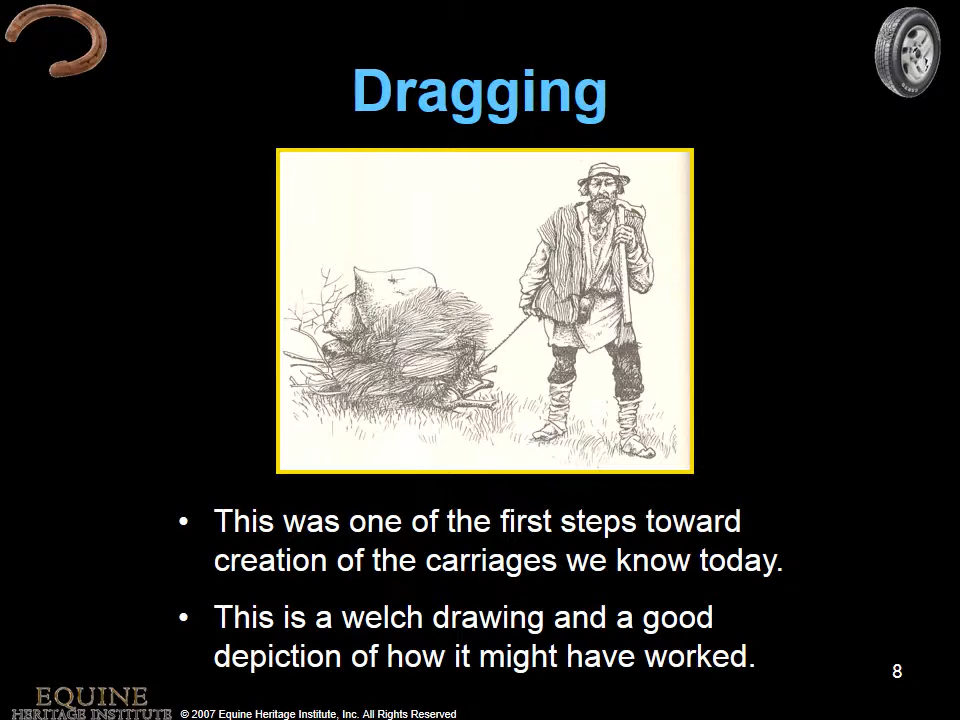 Dragging
• This was one of the first steps toward
creation of the carriages we know today.
• This is a welch drawing and a good
depiction of how it might have worked.
8
EQUINE
HERITAGE INSTITUTE
© 2007 Equine Heritage Institute, Inc. All Rights Reserved